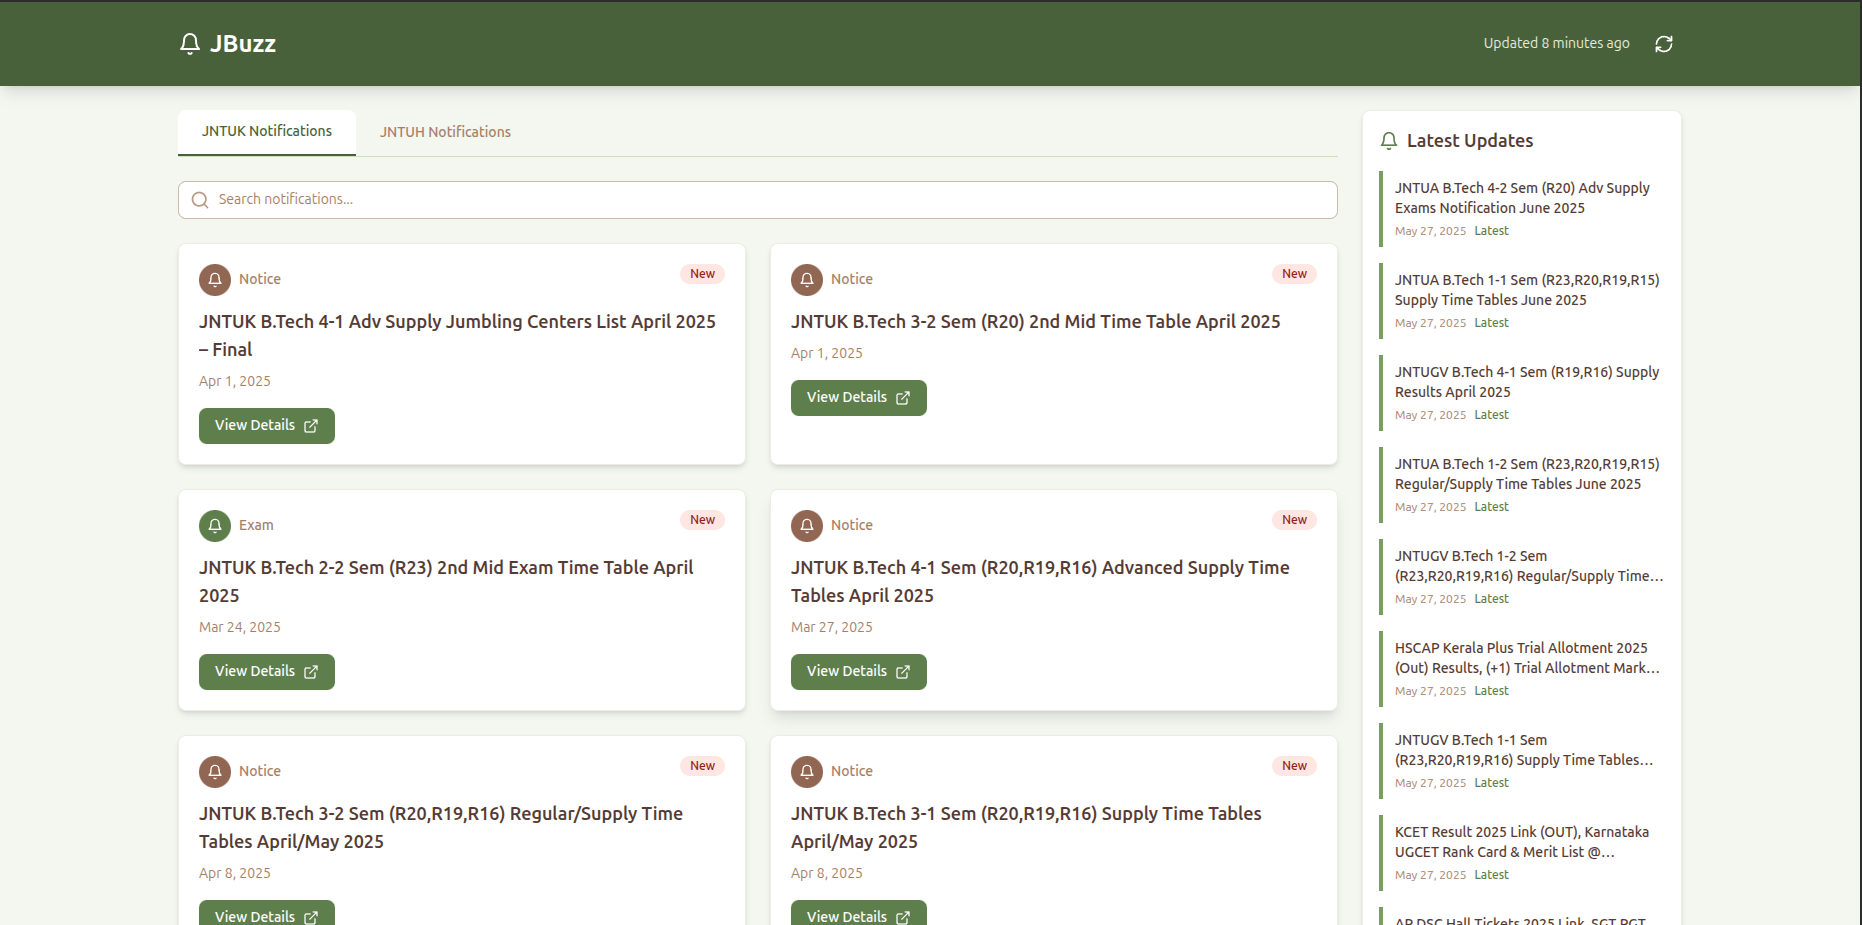 JBuzz
Updated 8 minutes ago
JNTUK Notifications
JNTUH Notifications
Search notifications...
Notice
New
JNTUK B.Tech 4-1 Adv Supply Jumbling Centers List April 2025
– Final
Apr 1, 2025
View Details
Notice
New
JNTUK B.Tech 3-2 Sem (R20) 2nd Mid Time Table April 2025
Apr 1, 2025
View Details
Exam
New
JNTUK B.Tech 2-2 Sem (R23) 2nd Mid Exam Time Table April
2025
Mar 24, 2025
View Details
Notice
New
JNTUK B.Tech 4-1 Sem (R20,R19,R16) Advanced Supply Time
Tables April 2025
Mar 27, 2025
View Details
Notice
New
JNTUK B.Tech 3-2 Sem (R20,R19,R16) Regular/Supply Time
Tables April/May 2025
Apr 8, 2025
View Details
Notice
New
JNTUK B.Tech 3-1 Sem (R20,R19,R16) Supply Time Tables
April/May 2025
Apr 8, 2025
View Details
Latest Updates
JNTUA B.Tech 4-2 Sem (R20) Adv Supply
Exams Notification June 2025
May 27, 2025 Latest
JNTUA B.Tech 1-1 Sem (R23,R20,R19,R15)
Supply Time Tables June 2025
May 27, 2025 Latest
JNTUGV B.Tech 4-1 Sem (R19,R16) Supply
Results April 2025
May 27, 2025 Latest
JNTUA B.Tech 1-2 Sem (R23,R20,R19,R15)
Regular/Supply Time Tables June 2025
May 27, 2025 Latest
JNTUGV B.Tech 1-2 Sem
(R23,R20,R19,R16) Regular/Supply Time...
May 27, 2025 Latest
HSCAP Kerala Plus Trial Allotment 2025
(Out) Results, (+1) Trial Allotment Mark...
May 27, 2025 Latest
JNTUGV B.Tech 1-1 Sem
(R23,R20,R19,R16) Supply Time Tables...
May 27, 2025 Latest
KCET Result 2025 Link (OUT), Karnataka
UGCET Rank Card & Merit List @...
May 27, 2025 Latest
AP DSC Hall Tickets 2025 Link, SGT PGT